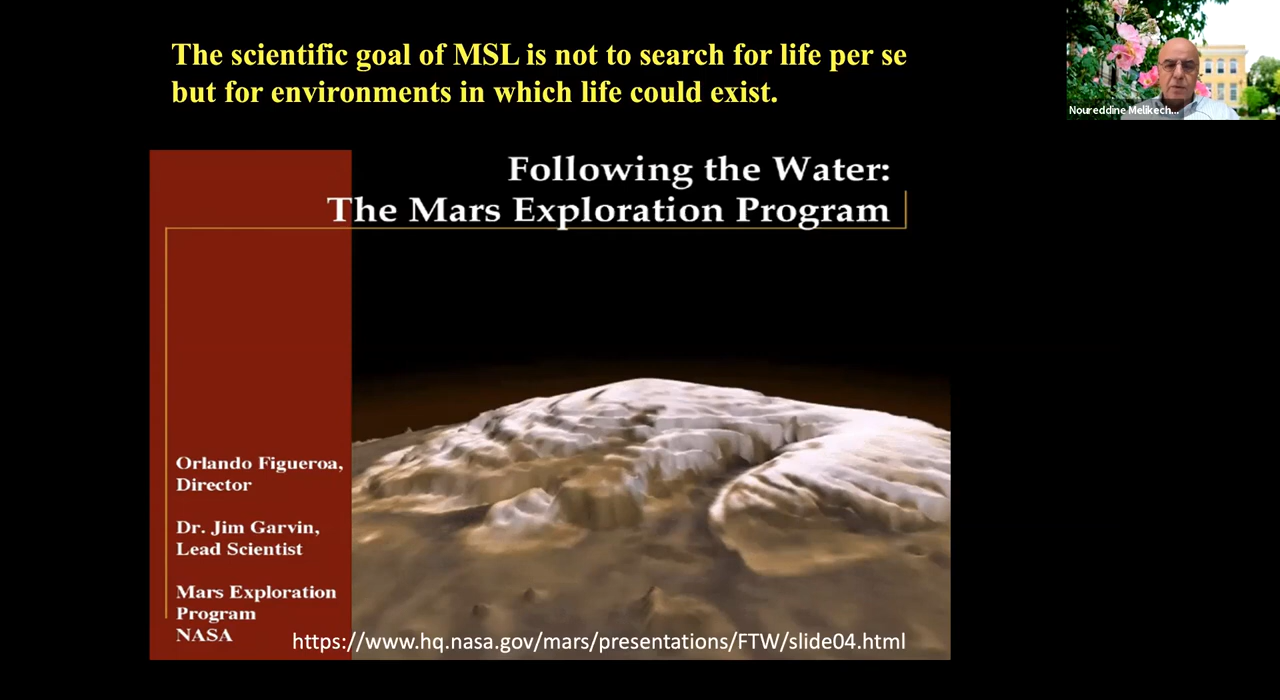 The scientific goal of MSL is not to search for life per se
but for environments in which life could exist.
Noureddine Melikech...
Following the Water:
The Mars Exploration Program
Orlando Figueroa,
Director
Dr. Jim Garvin,
Lead Scientist
Mars Exploration
Program
NASA
https://www.hq.nasa.gov/mars/presentations/FTW/slide04.html